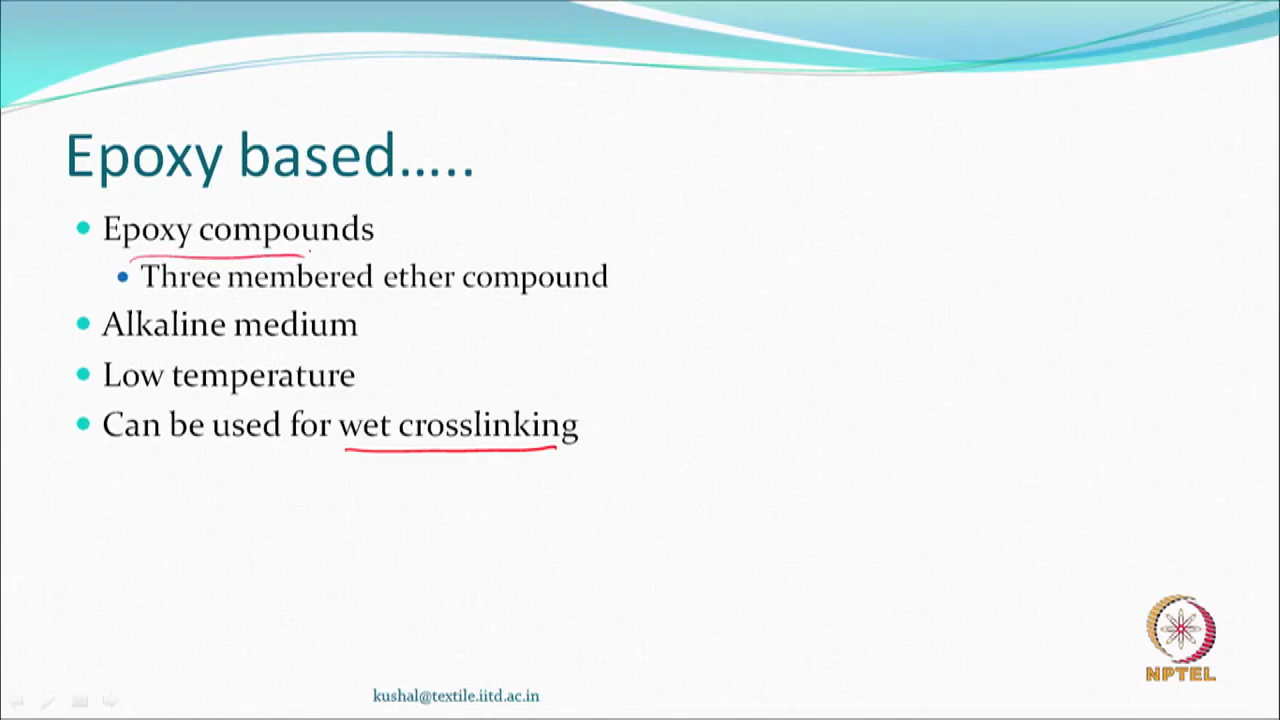 Epoxy based.....
Epoxy compounds
Three membered ether compound
Alkaline medium
Low temperature
Can be used for wet crosslinking
kushal@textile.iitd.ac.in
NPTEL